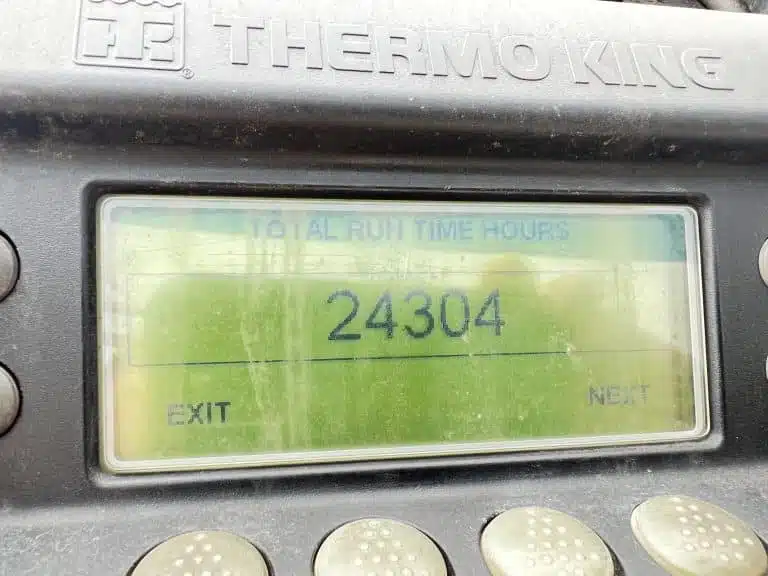 THERMO KING
TOTAL RUN TIME HOURS
24304
EXIT
NEXT